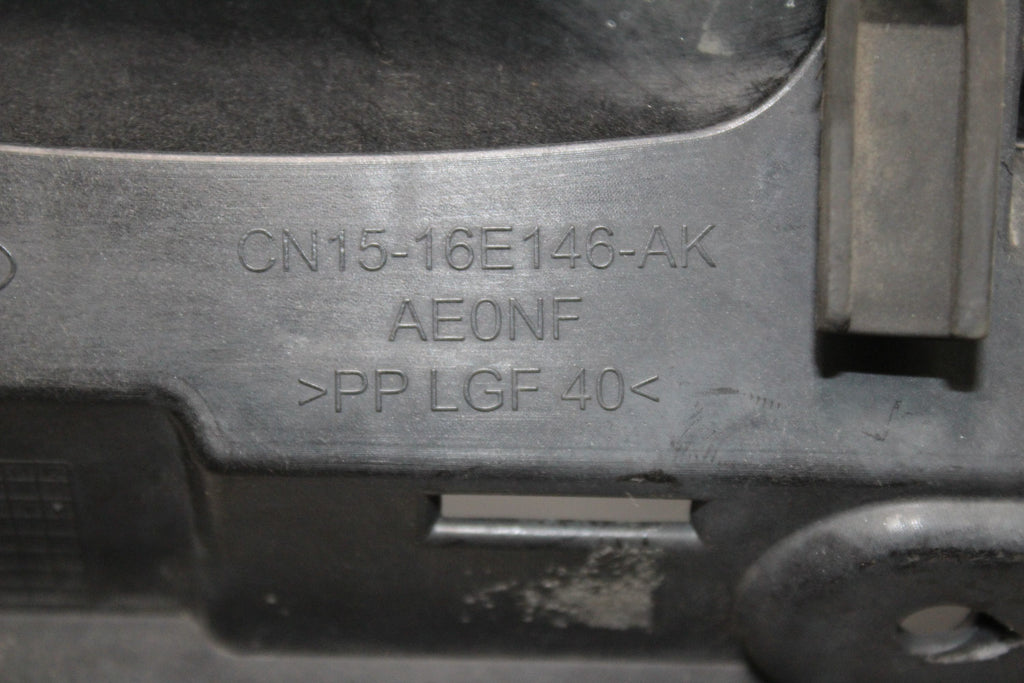 CN15-16E146-AK
AE0NF
>PP LGF 40<